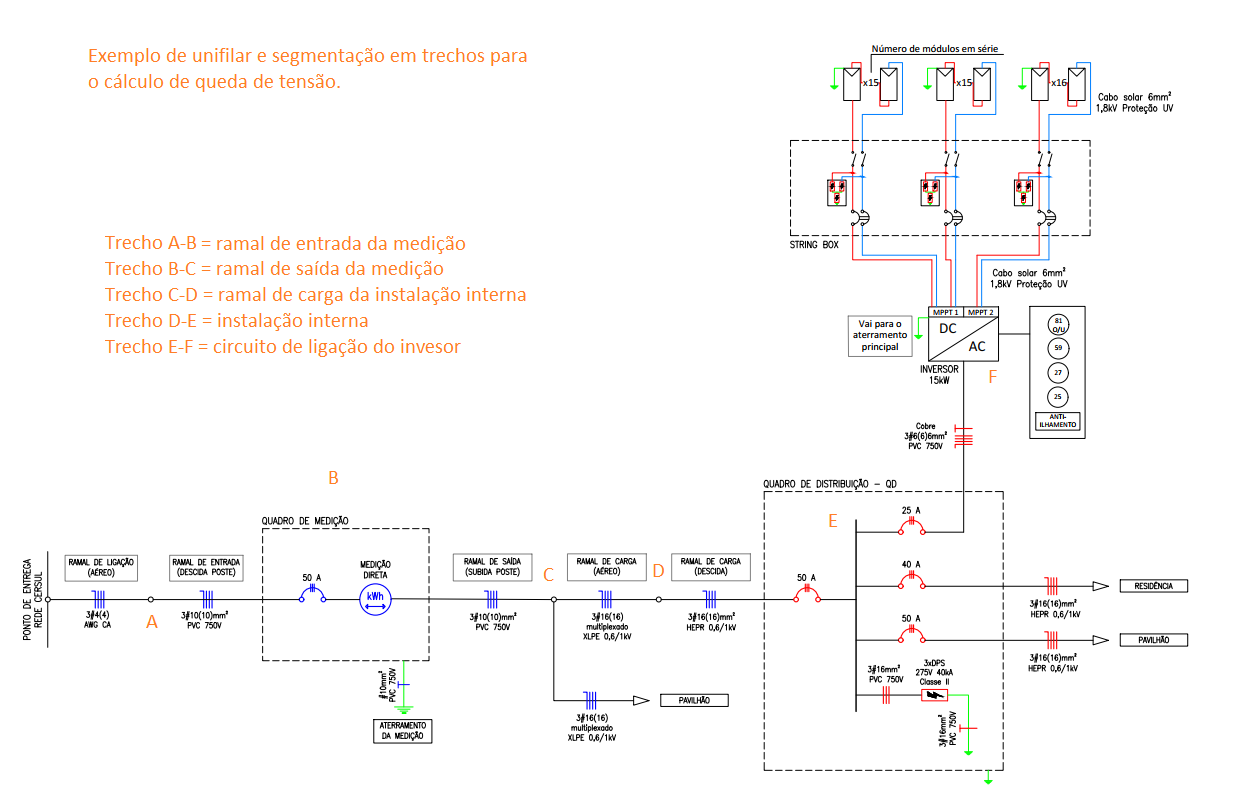 Exemplo de unifilar e segmentação em trechos para
o cálculo de queda de tensão.
Número de módulos em série
x15
x15
x16
Cabo solar 6mm²
1,8kV Proteção UV
STRING BOX
Cabo solar 6mm²
1,8kV Proteção UV
Trecho A-B = ramal de entrada da medição
Trecho B-C = ramal de saída da medição
Trecho C-D = ramal de carga da instalação interna
Trecho D-E = instalação interna
Trecho E-F = circuito de ligação do invesor
MPPT 1
MPPT 2
Vai para o
aterramento
principal
DC
AC
INVERSOR
15kW
F
81
O/U
59
27
25
ANTI-
ILHAMENTO
Cobre
3#6(6)6mm²
PVC 750V
B
QUADRO DE MEDIÇÃO
QUADRO DE DISTRIBUIÇÃO - QD
E
25 A
PONTO DE ENTREGA
REDE CERSUL
RAMAL DE LIGAÇÃO
(AÉREO)
3#4(4)
AWG CA
A
RAMAL DE ENTRADA
(DESCIDA POSTE)
3#10(10)mm²
PVC 750V
50 A
MEDIÇÃO
DIRETA
kWh
RAMAL DE SAÍDA
(SUBIDA POSTE)
3#10(10)mm²
PVC 750V
C
RAMAL DE CARGA
(AÉREO)
3#16(16)
multiplexado
XLPE 0,6/1kV
D
RAMAL DE CARGA
(DESCIDA)
3#16(16)mm²
HEPR 0,6/1kV
50 A
40 A
3#16(16)mm²
HEPR 0,6/1kV
RESIDÊNCIA
50 A
3#16(16)mm²
HEPR 0,6/1kV
PAVILHÃO
3#16mm²
PVC 750V
3xDPS
275V 40kA
Classe II
3#16mm²
PVC 750V
#10mm²
PVC 750V
ATERRAMENTO
DA MEDIÇÃO
3#16(16)
multiplexado
XLPE 0,6/1kV
PAVILHÃO